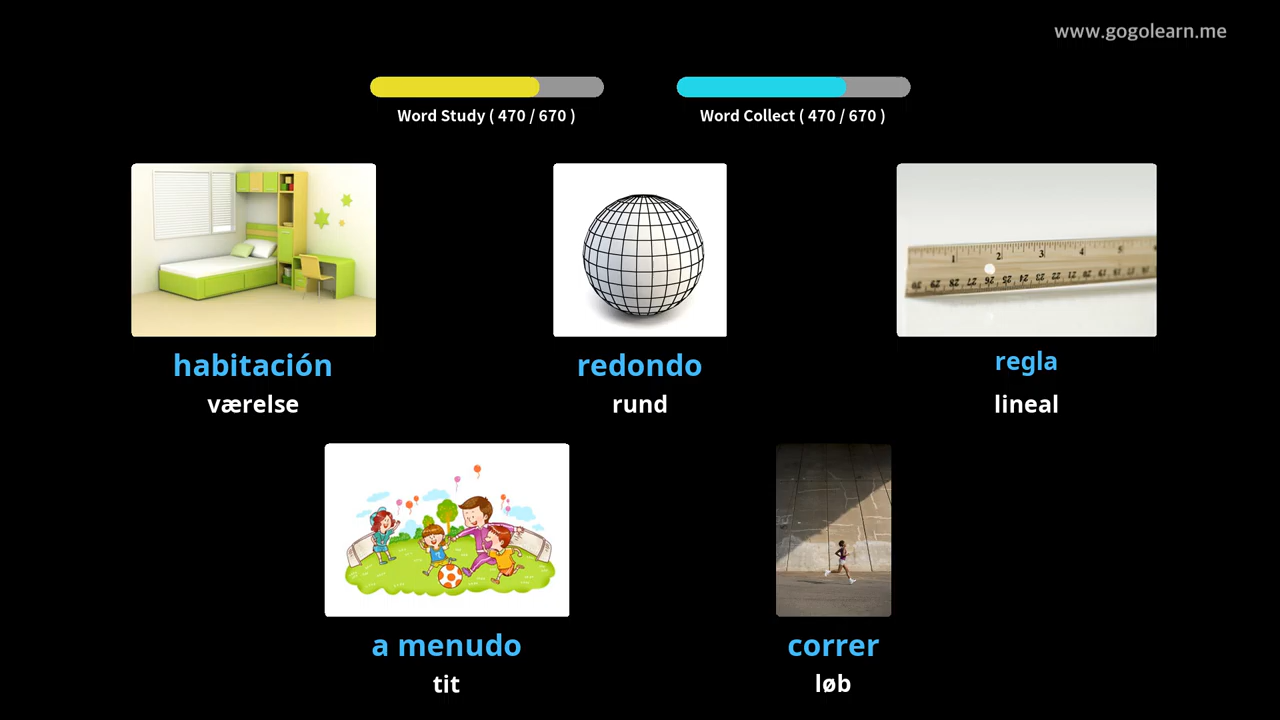 www.gogolearn.me
Word Study ( 470 / 670 )
Word Collect ( 470 / 670 )
habitación
værelse
redondo
rund
regla
lineal
a menudo
tit
correr
løb